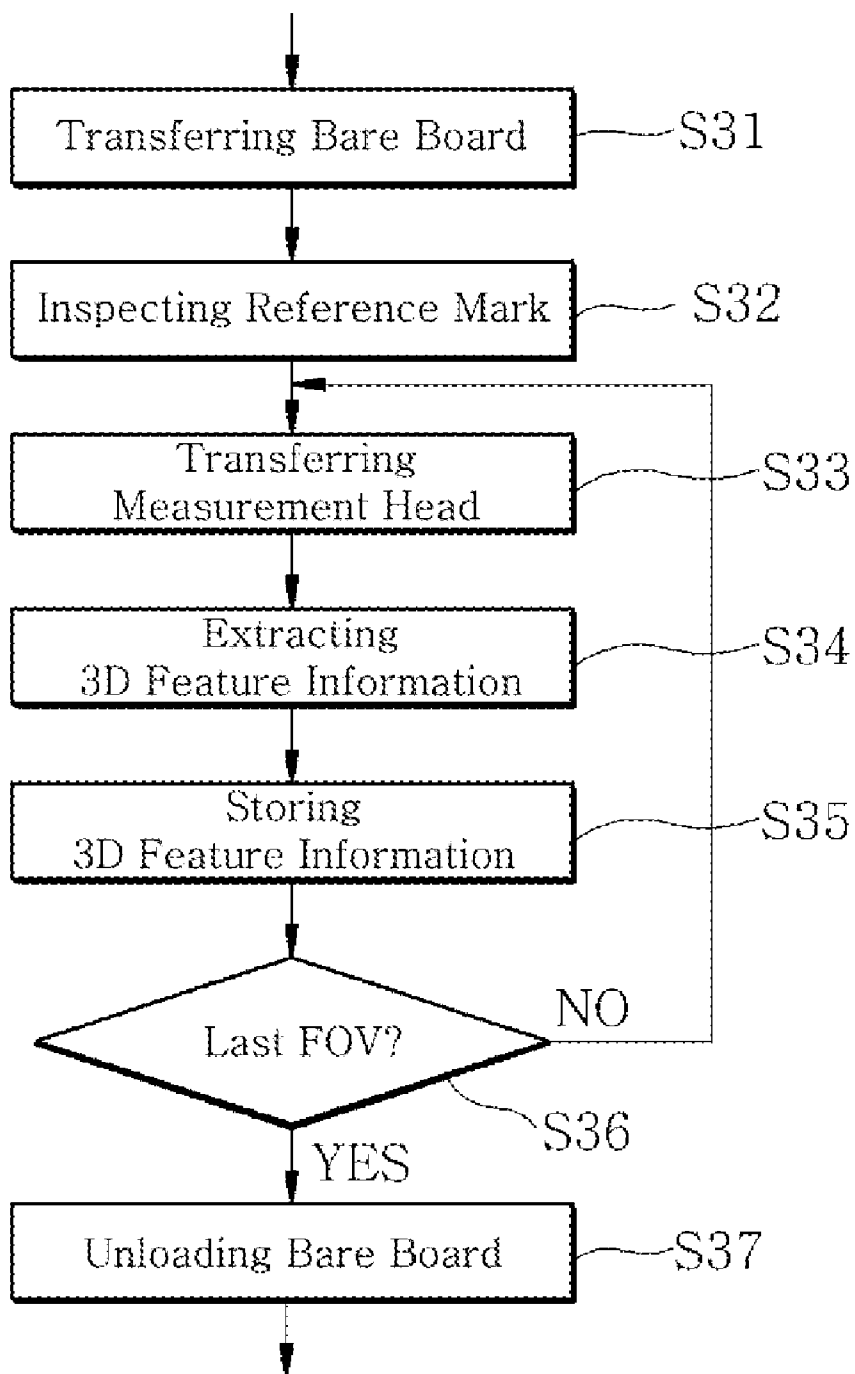 Transferring Bare Board
S31
Inspecting Reference Mark
S32
Transferring
Measurement Head
S33
Extracting
3D Feature Information
S34
Storing
3D Feature Information
S35
Last FOV?
NO
S36
YES
Unloading Bare Board
S37